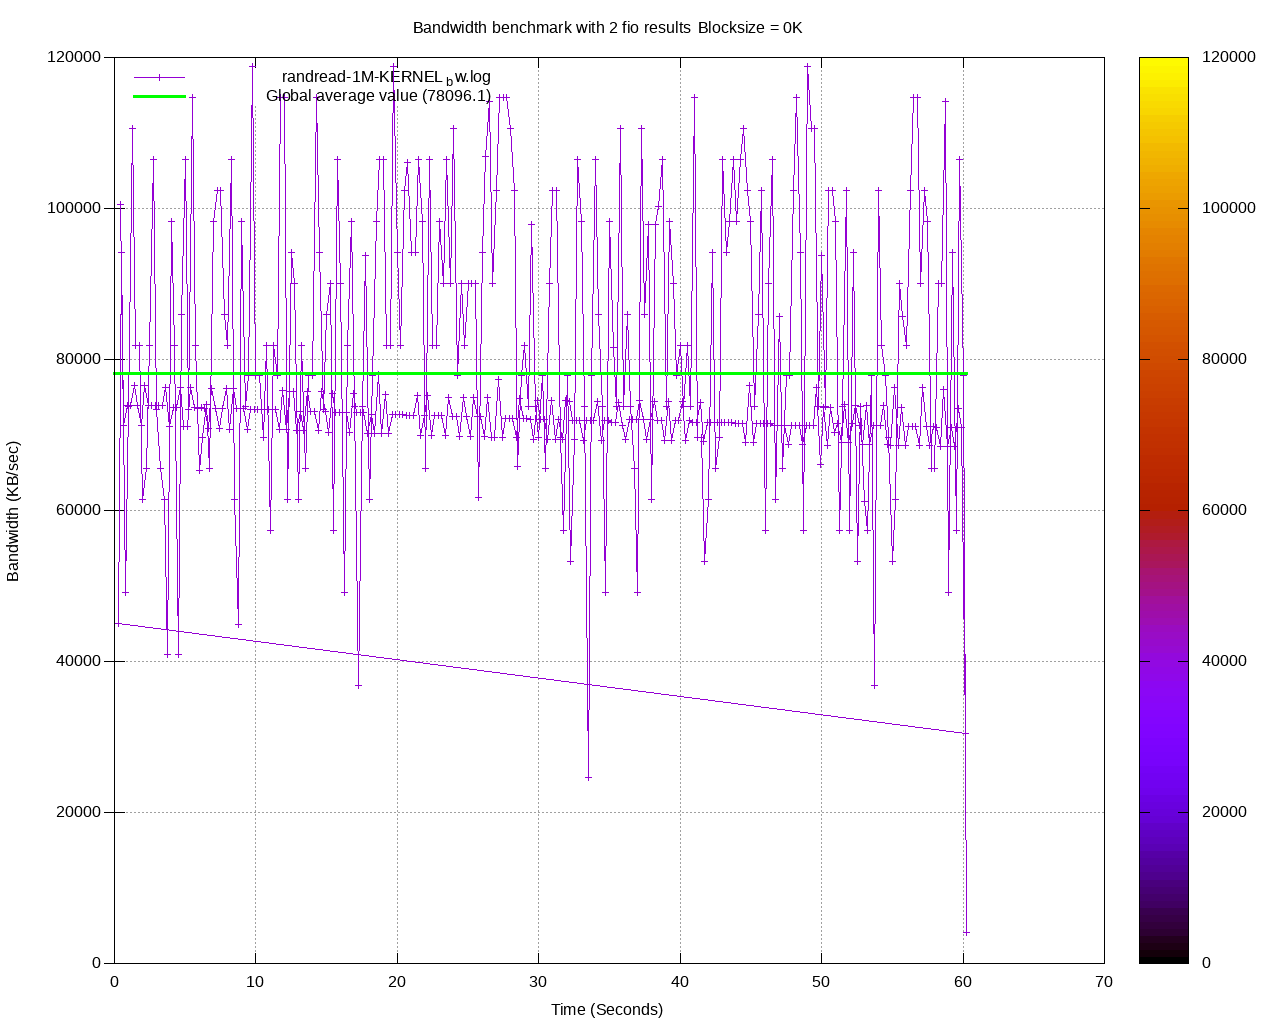 Bandwidth benchmark with 2 fio results Blocksize = 0K
randread-1M-KERNEL_bw.log
Global average value (78096.1)
120000
100000
80000
60000
40000
20000
0
Bandwidth (KB/sec)
0 10 20 30 40 50 60 70
Time (Seconds)
120000
100000
80000
60000
40000
20000
0